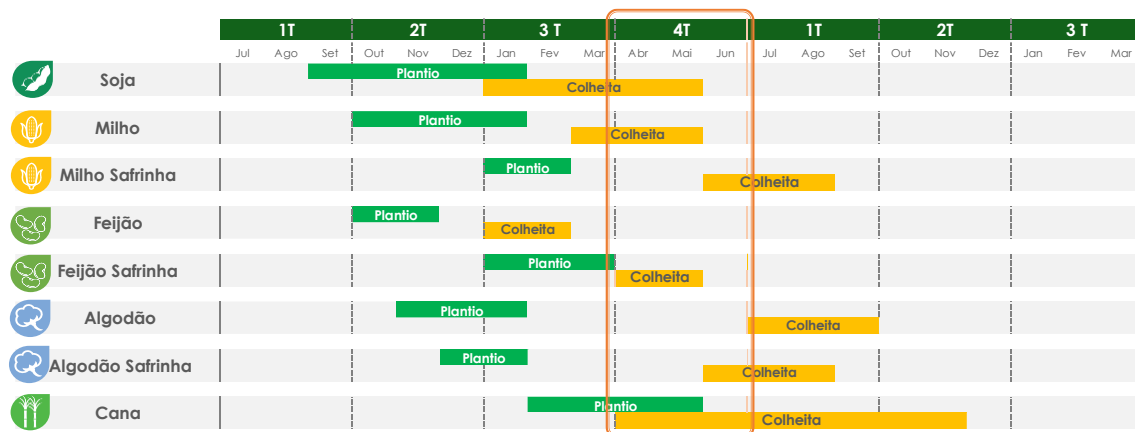 1T 2T 3 T 4T 1T 2T 3 T
Jul Ago Set Out Nov Dez Jan Fev Mar Abr Mai Jun Jul Ago Set Out Nov Dez Jan Fev Mar
Soja Plantio
Colheita
Milho Plantio
Colheita
Milho Safrinha Plantio
Colheita
Feijão Plantio
Colheita
Feijão Safrinha Plantio
Colheita
Algodão Plantio
Colheita
Algodão Safrinha Plantio
Colheita
Cana Plantio
Colheita